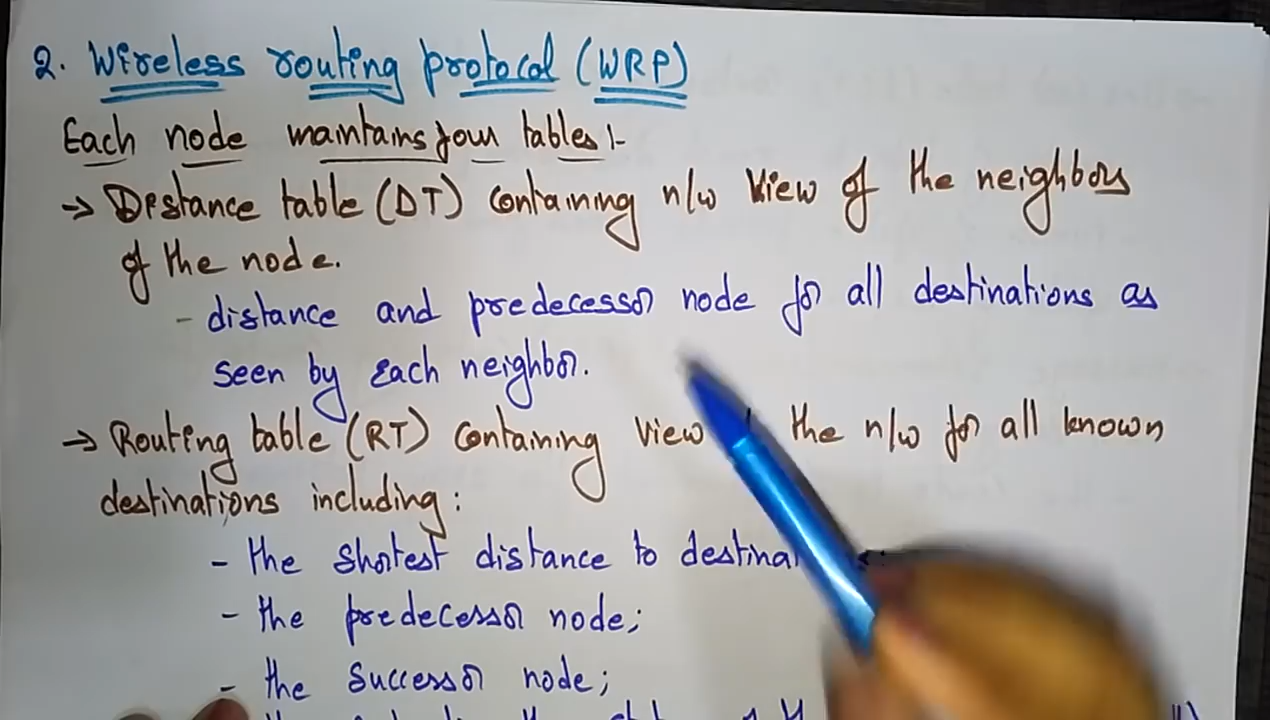 2. Wireless routing protocal (WRP)
Each node maintains four tables:-
→ Distance table (DT) containing n/w view of the neighbors
of the node.
- distance and predecessor node for all destinations as
seen by each neighbor.
→ Routing table (RT) containing view the n/w for all known
destinations including:
- the shortest distance to destina
- the predecessor node;
- the successor node;